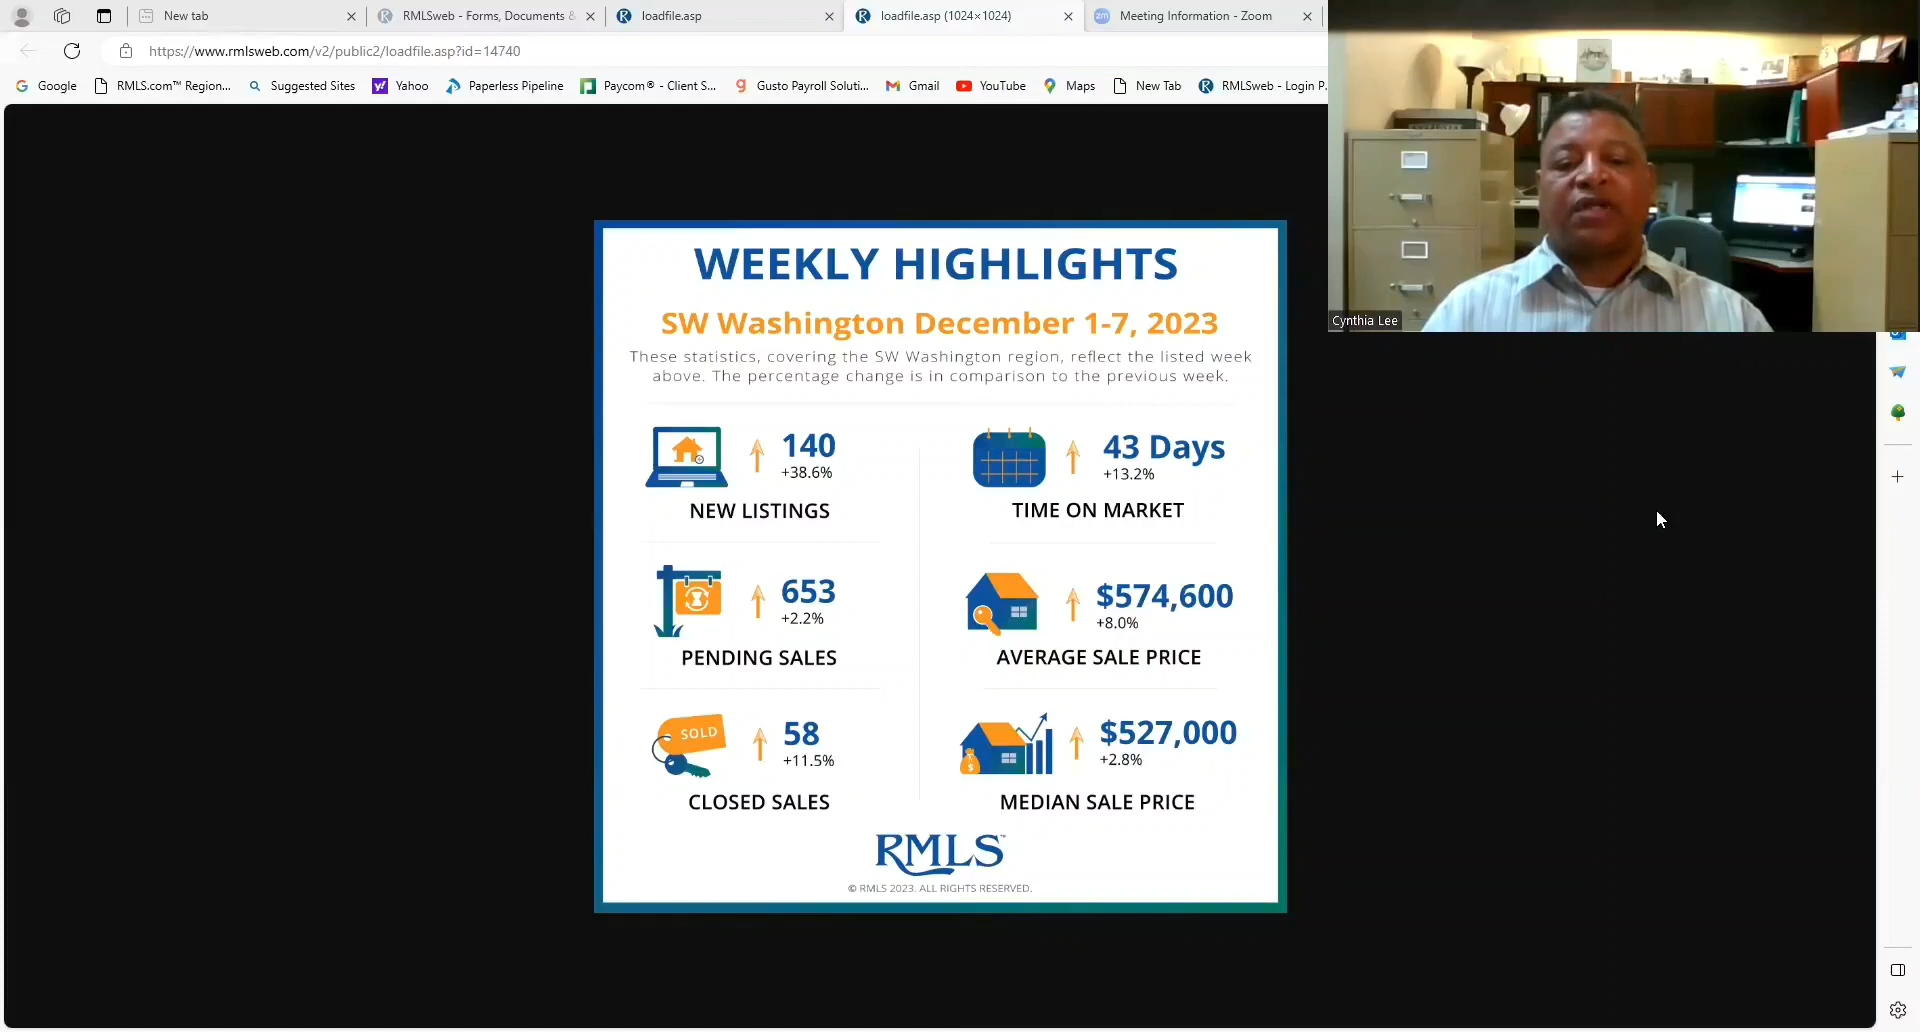 New tab
RMLSweb - Forms, Documents &
loadfile.asp
loadfile.asp (1024×1024)
zm
Meeting Information - Zoom
https://www.rmlsweb.com/v2/public2/loadfile.asp?id=14740
Google
RMLS.com™ Region...
Suggested Sites
Yahoo
Paperless Pipeline
Paycom® - Client S...
Gusto Payroll Soluti...
Gmail
YouTube
Maps
New Tab
RMLSweb - Login P.
Cynthia Lee
WEEKLY HIGHLIGHTS
SW Washington December 1-7, 2023
These statistics, covering the SW Washington region, reflect the listed week
above. The percentage change is in comparison to the previous week.
140
+38.6%
NEW LISTINGS
43 Days
+13.2%
TIME ON MARKET
653
+2.2%
PENDING SALES
$574,600
+8.0%
AVERAGE SALE PRICE
SOLD
58
+11.5%
CLOSED SALES
$
$527,000
+2.8%
MEDIAN SALE PRICE
RMLS™
© RMLS 2023. ALL RIGHTS RESERVED.